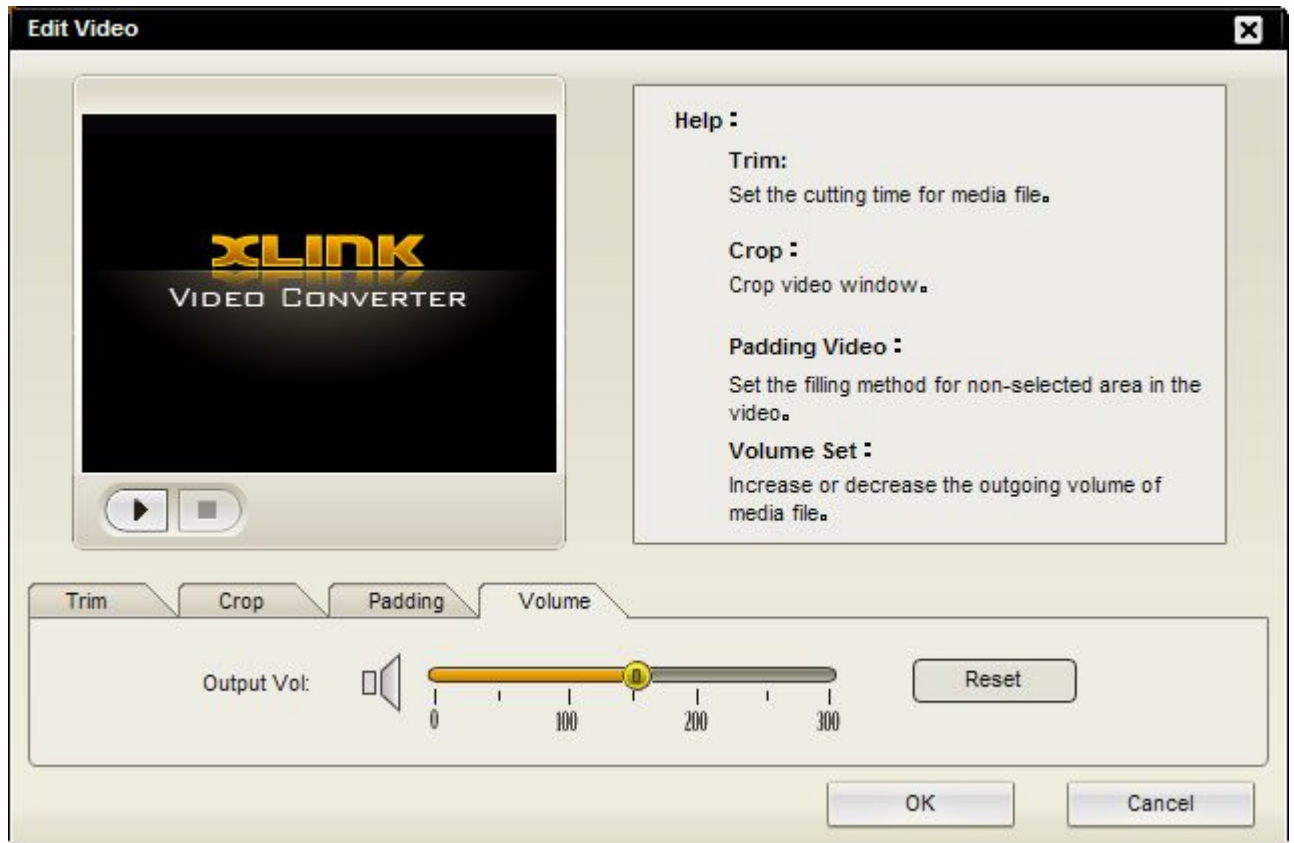 Edit Video
XLINK
VIDEO CONVERTER
Help：
Trim:
Set the cutting time for media file。
Crop：
Crop video window。
Padding Video：
Set the filling method for non-selected area in the
video。
Volume Set：
Increase or decrease the outgoing volume of
media file。
Trim Crop Padding Volume
Output Vol: Reset
0 100 200 300
OK Cancel